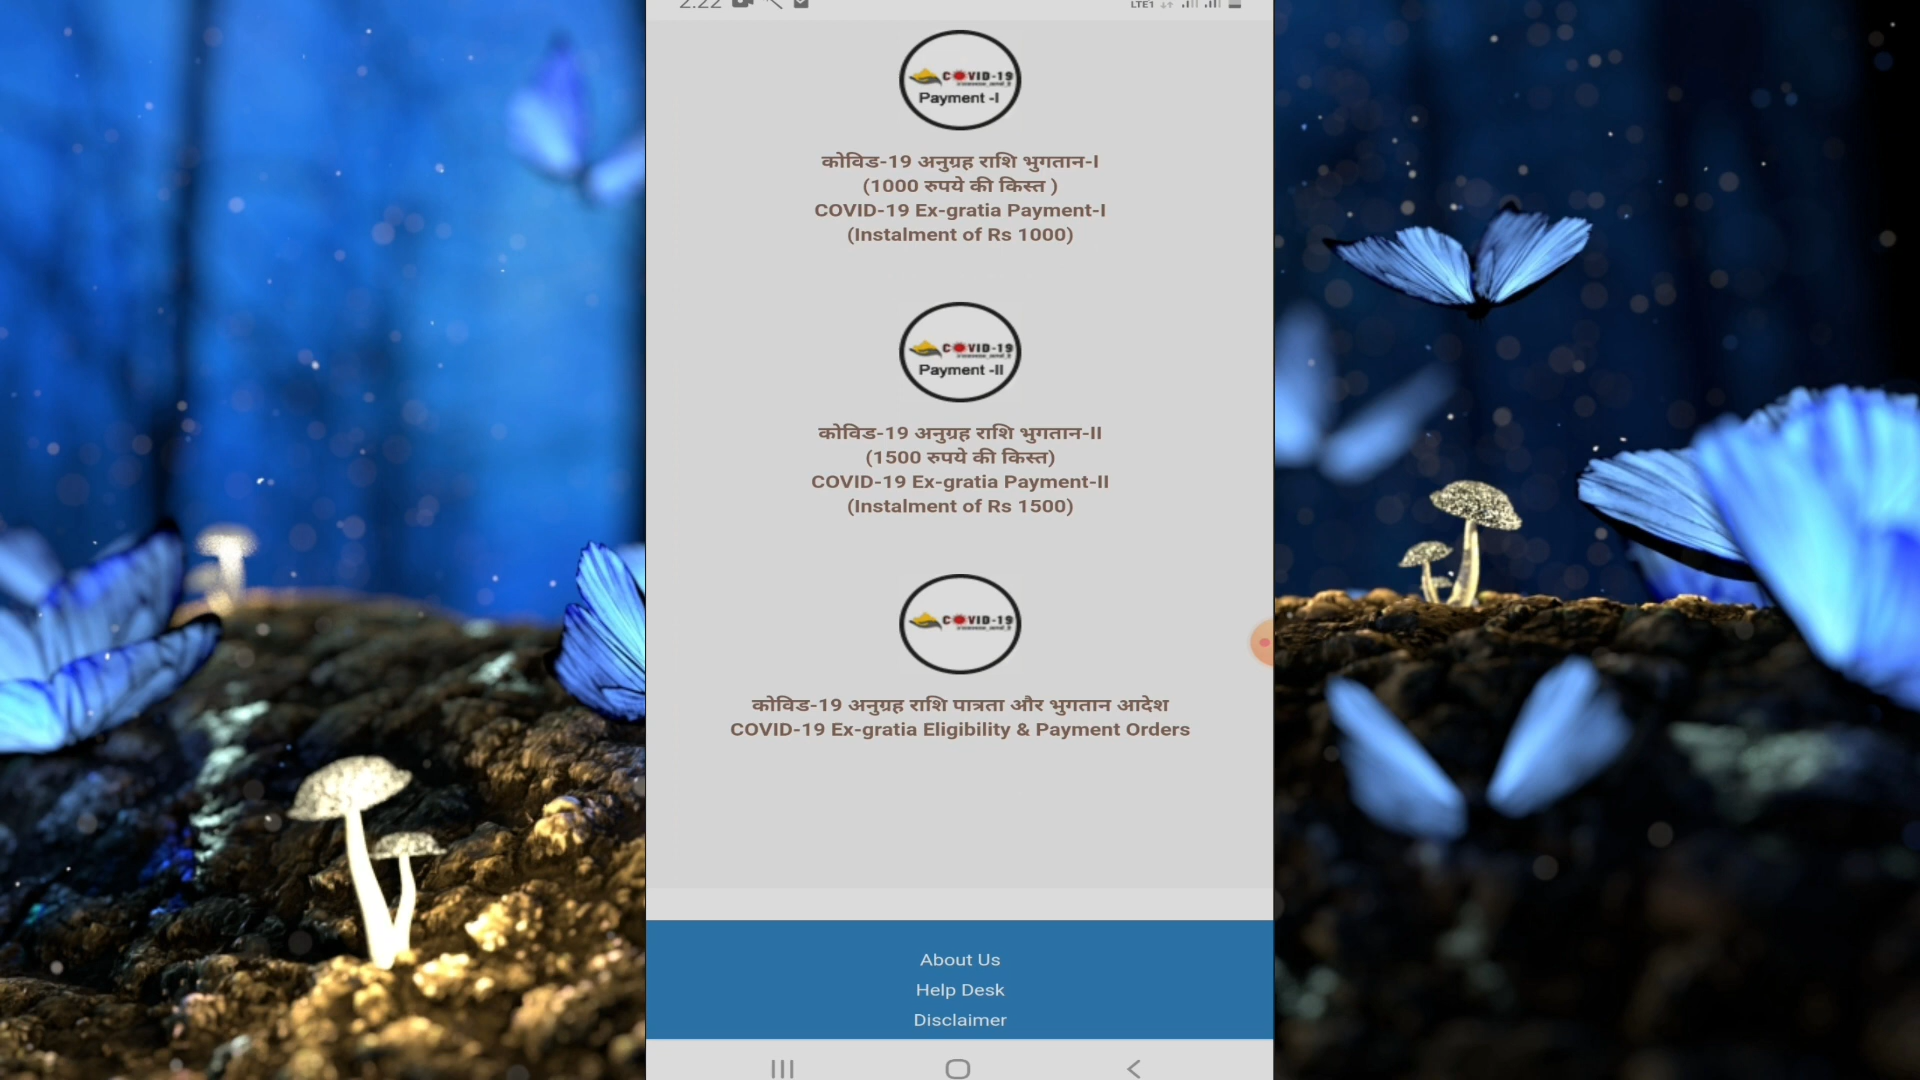 2:22
LTE1
COVID-19
Payment -I
कोविड-19 अनुग्रह राशि भुगतान-I
(1000 रुपये की किस्त )
COVID-19 Ex-gratia Payment-I
(Instalment of Rs 1000)
COVID-19
Payment -II
कोविड-19 अनुग्रह राशि भुगतान-II
(1500 रुपये की किस्त)
COVID-19 Ex-gratia Payment-II
(Instalment of Rs 1500)
COVID-19
कोविड-19 अनुग्रह राशि पात्रता और भुगतान आदेश
COVID-19 Ex-gratia Eligibility & Payment Orders
About Us
Help Desk
Disclaimer